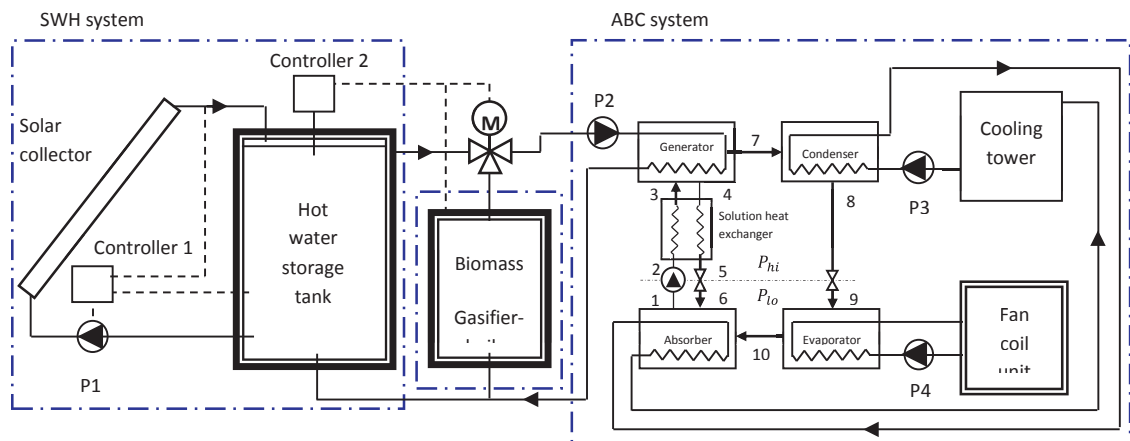 SWH system
ABC system
Controller 2
P2
M
Solar
collector
Generator
7
Condenser
Cooling
tower
P3
3
4
8
Hot
water
storage
tank
Solution heat
exchanger
Controller 1
Biomass
Gasifier-
2
5
P_hi
P_lo
1
6
9
Absorber
10
Evaporator
Fan
coil
unit
P4
P1